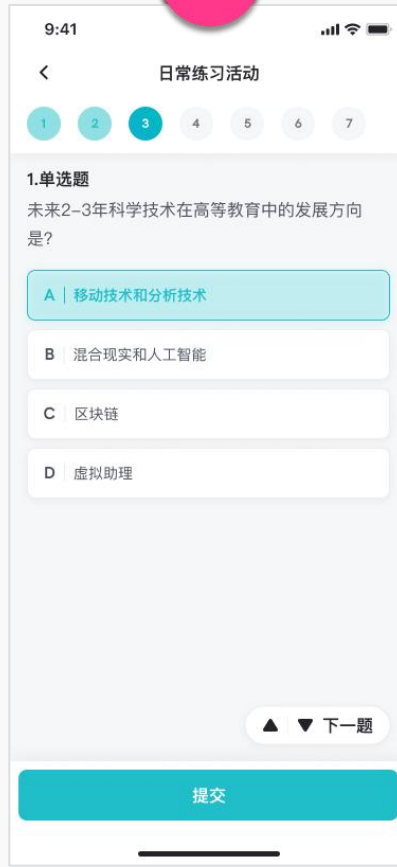 9:41
日常练习活动
1 2 3 4 5 6 7
1.单选题
未来2-3年科学技术在高等教育中的发展方向
是?
A 移动技术和分析技术
B 混合现实和人工智能
C 区块链
D 虚拟助理
下一题
提交